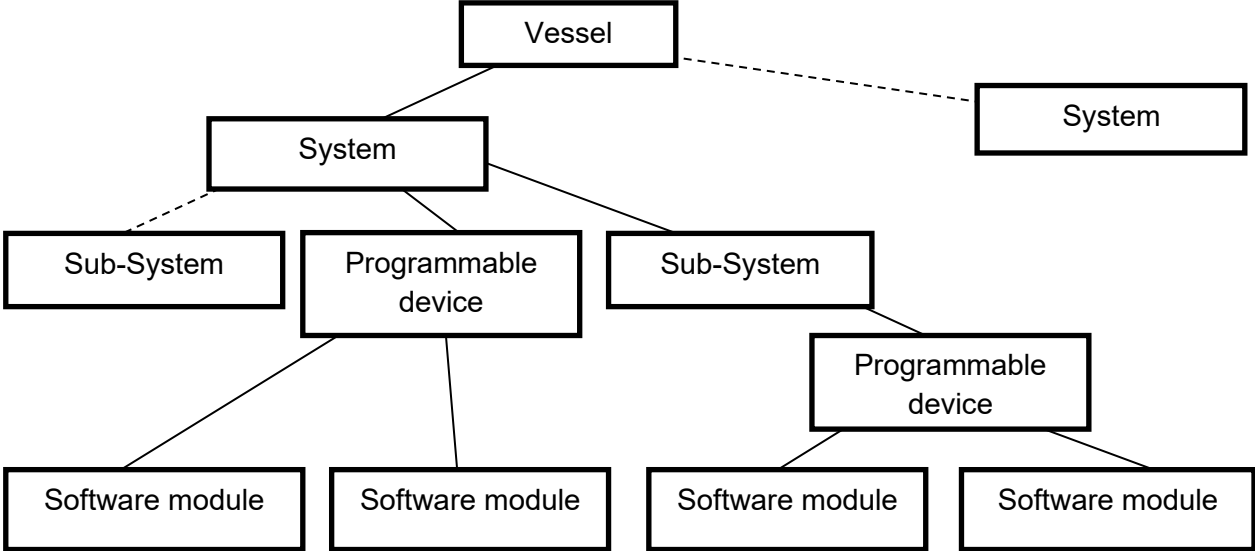 Vessel
System
System
Sub-System
Programmable
device
Sub-System
Programmable
device
Software module
Software module
Software module
Software module